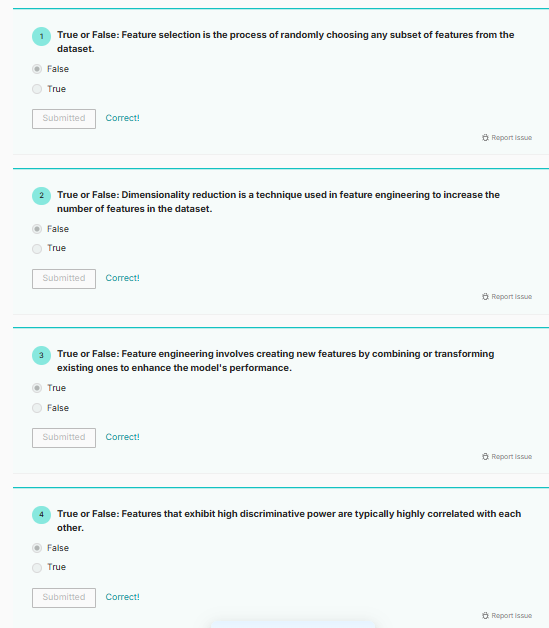 1
True or False: Feature selection is the process of randomly choosing any subset of features from the
dataset.
False
True
Submitted Correct!
Report Issue
2
True or False: Dimensionality reduction is a technique used in feature engineering to increase the
number of features in the dataset.
False
True
Submitted Correct!
Report Issue
3
True or False: Feature engineering involves creating new features by combining or transforming
existing ones to enhance the model's performance.
True
False
Submitted Correct!
Report Issue
4
True or False: Features that exhibit high discriminative power are typically highly correlated with each
other.
False
True
Submitted Correct!
Report Issue